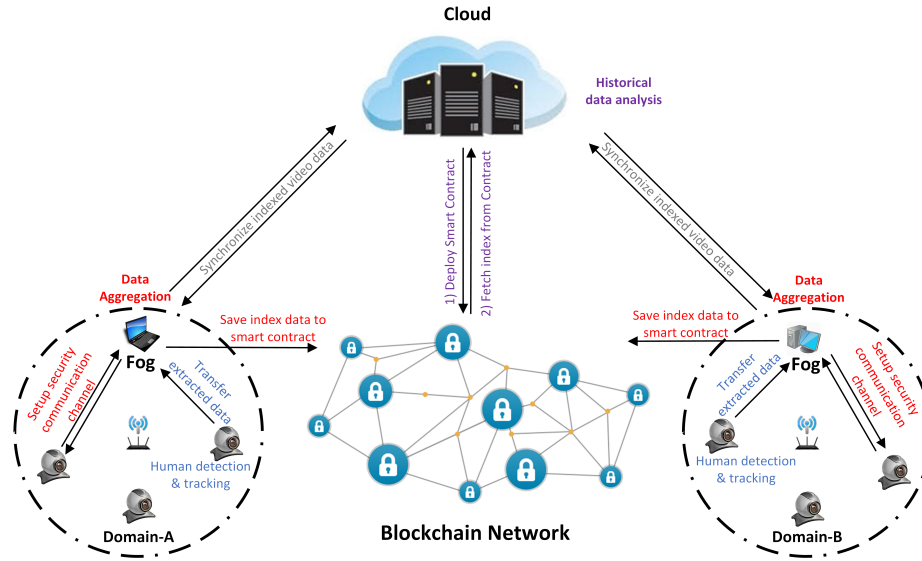 Cloud
Historical
data analysis
Synchronize indexed video data
1) Deploy Smart Contract
2) Fetch index from Contract
Synchronize indexed video data
Data
Aggregation
Fog
Save index data to
smart contract
Setup security
communication
channel
Transfer
extracted data
Human detection
& tracking
Domain-A
Blockchain Network
Data
Aggregation
Save index data to
smart contract
Fog
Transfer
extracted data
Setup security
communication
channel
Human detection
& tracking
Domain-B